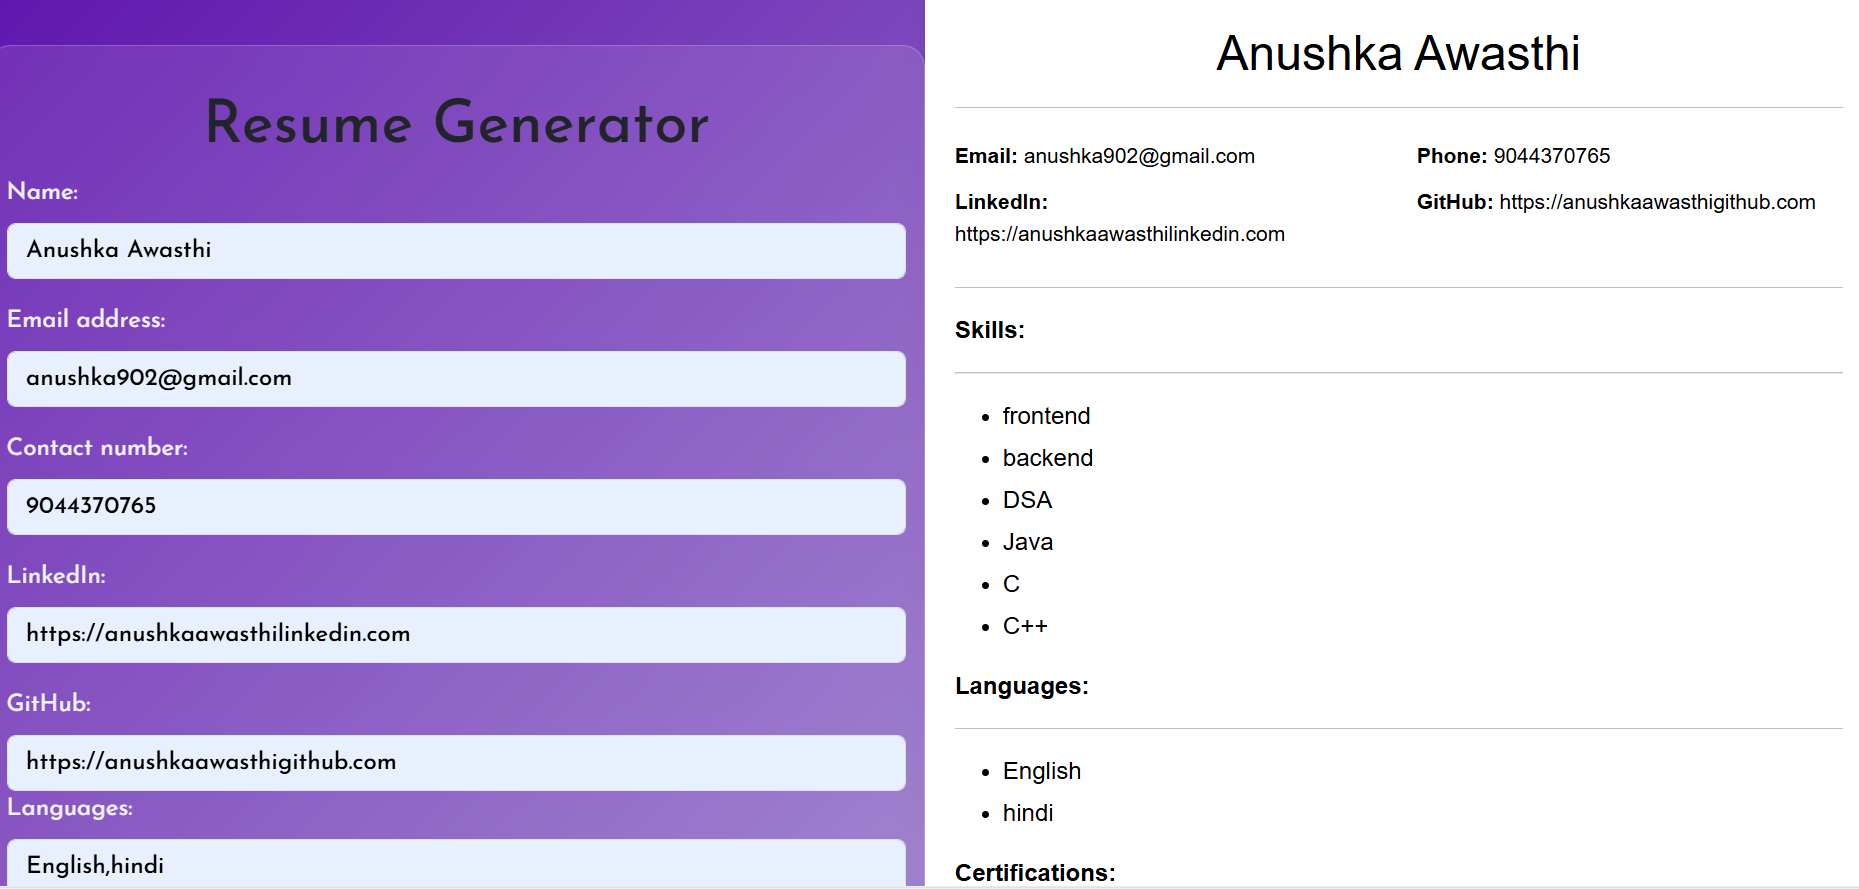 Resume Generator
Name:
Anushka Awasthi
Email address:
anushka902@gmail.com
Contact number:
9044370765
LinkedIn:
https://anushkaawasthilinkedin.com
GitHub:
https://anushkaawasthigithub.com
Languages:
English,hindi
Anushka Awasthi
Email: anushka902@gmail.com
Phone: 9044370765
LinkedIn:
https://anushkaawasthilinkedin.com
GitHub: https://anushkaawasthigithub.com
Skills:
frontend
backend
DSA
Java
C
C++
Languages:
English
hindi
Certifications: